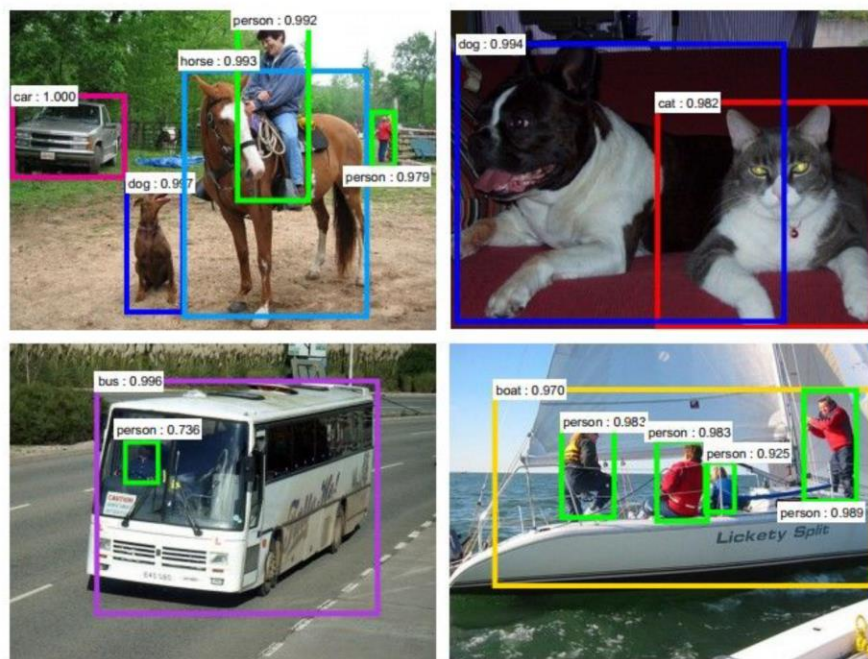 person : 0.992
horse : 0.993
car : 1.000
person : 0.979
dog : 0.997
dog : 0.994
cat : 0.982
bus : 0.996
person : 0.736
CAUTION
boat : 0.970
person : 0.983
person : 0.983
person : 0.925
person : 0.989
Lickety Split